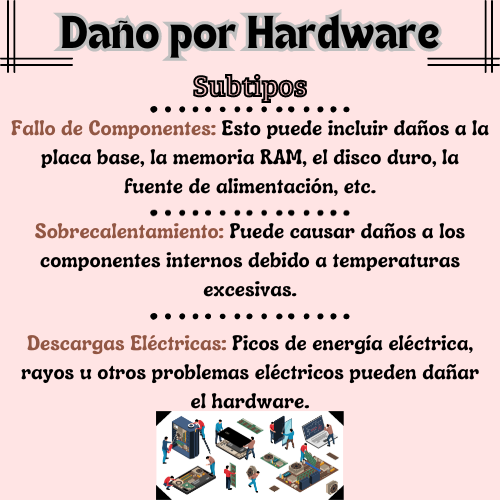 Daño por Hardware
Subtipos
Fallo de Componentes: Esto puede incluir daños a la
placa base, la memoria RAM, el disco duro, la
fuente de alimentación, etc.
Sobrecalentamiento: Puede causar daños a los
componentes internos debido a temperaturas
excesivas.
Descargas Eléctricas: Picos de energía eléctrica,
rayos u otros problemas eléctricos pueden dañar
el hardware.